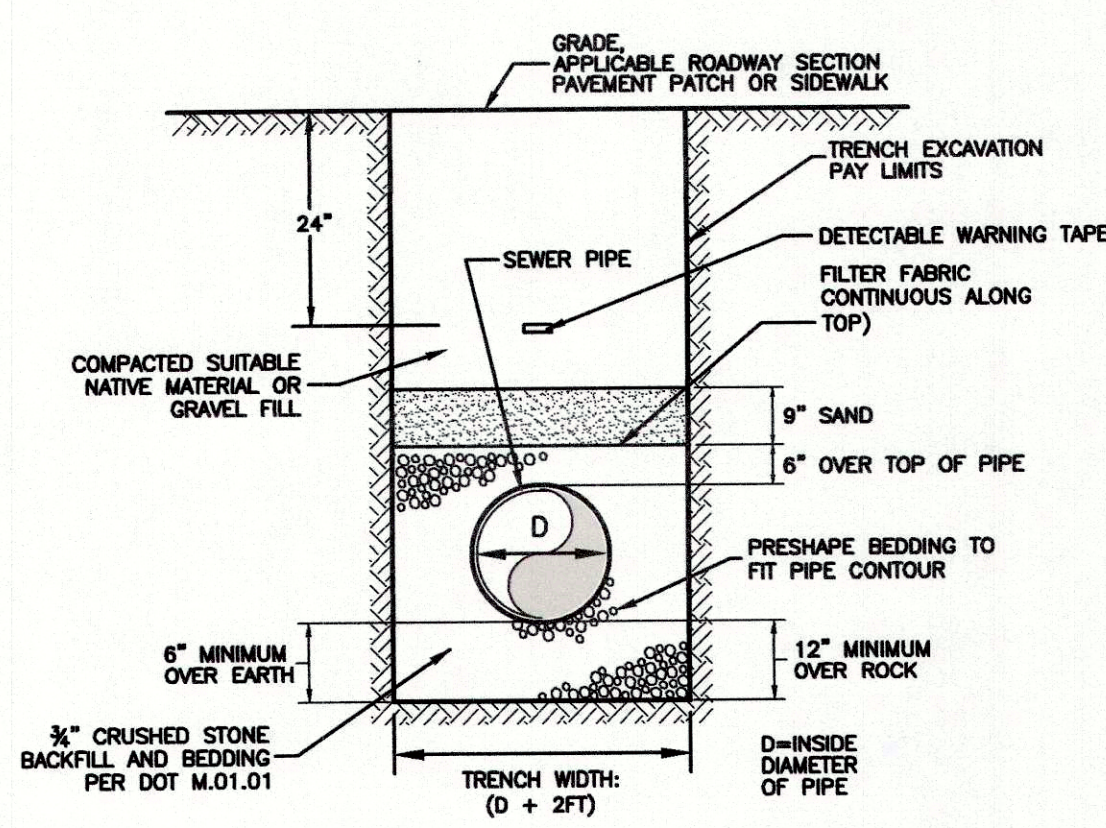 GRADE,
APPLICABLE ROADWAY SECTION
PAVEMENT PATCH OR SIDEWALK
TRENCH EXCAVATION
PAY LIMITS
24"
DETECTABLE WARNING TAPE
SEWER PIPE
FILTER FABRIC
CONTINUOUS ALONG
TOP)
COMPACTED SUITABLE
NATIVE MATERIAL OR
GRAVEL FILL
9" SAND
6" OVER TOP OF PIPE
D
PRESHAPE BEDDING TO
FIT PIPE CONTOUR
6" MINIMUM
OVER EARTH
12" MINIMUM
OVER ROCK
¾" CRUSHED STONE
BACKFILL AND BEDDING
PER DOT M.01.01
TRENCH WIDTH:
(D + 2FT)
D=INSIDE
DIAMETER
OF PIPE